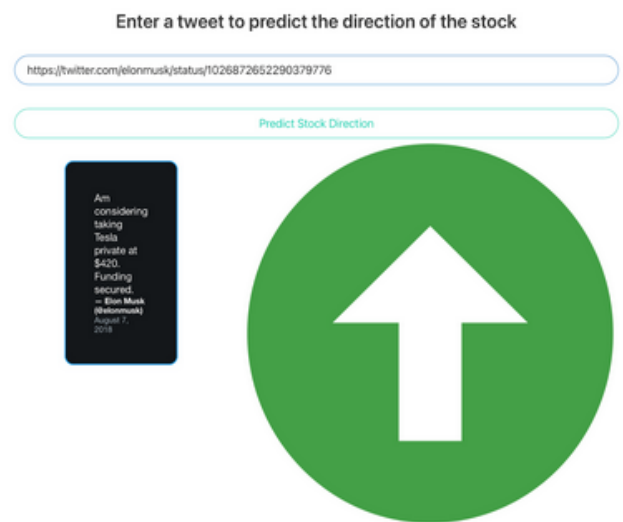 Enter a tweet to predict the direction of the stock
https://twitter.com/elonmusk/status/1026872652290379776
Predict Stock Direction
Am
considering
taking
Tesla
private at
$420.
Funding
secured.
— Elon Musk
(@elonmusk)
August 7,
2018